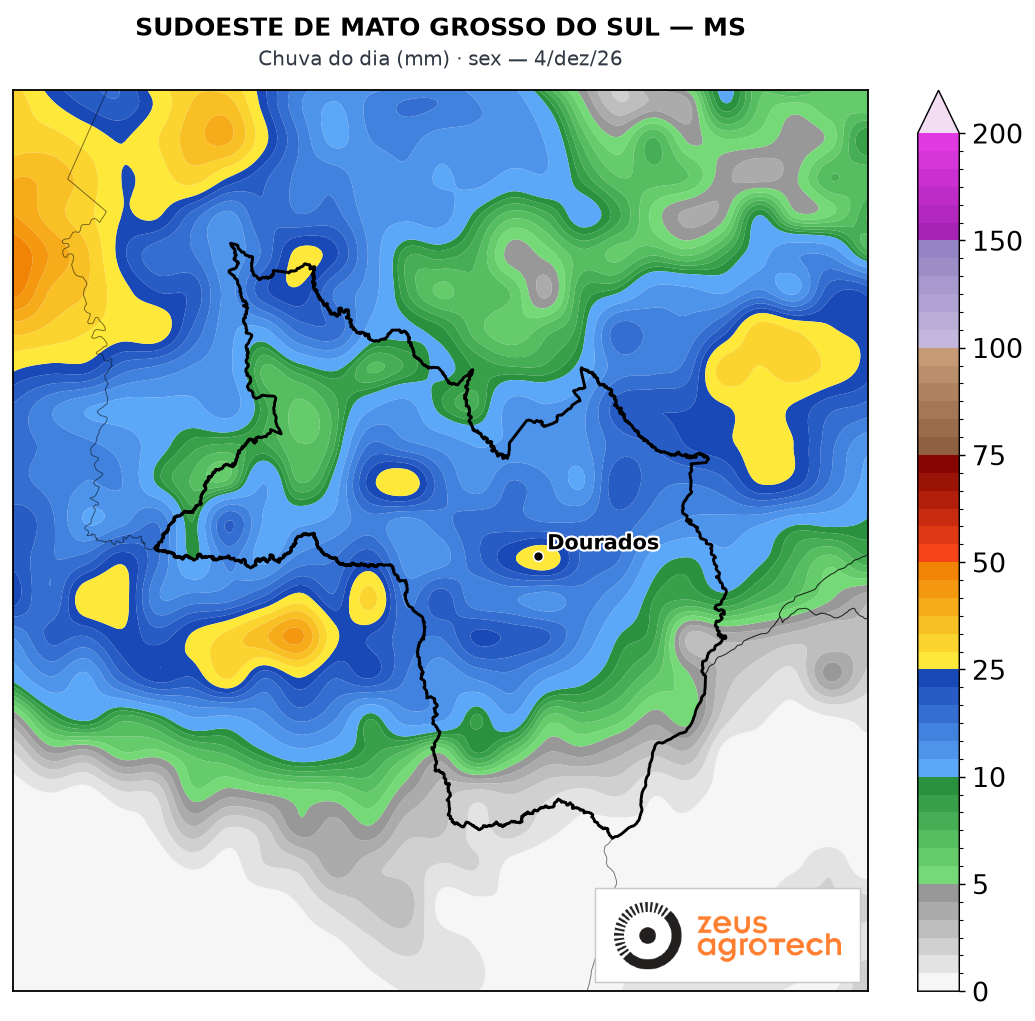 SUDOESTE DE MATO GROSSO DO SUL — MS
Chuva do dia (mm) · sex — 4/dez/26
200
150
100
75
50
25
10
5
0
Dourados
zeus
agrotech